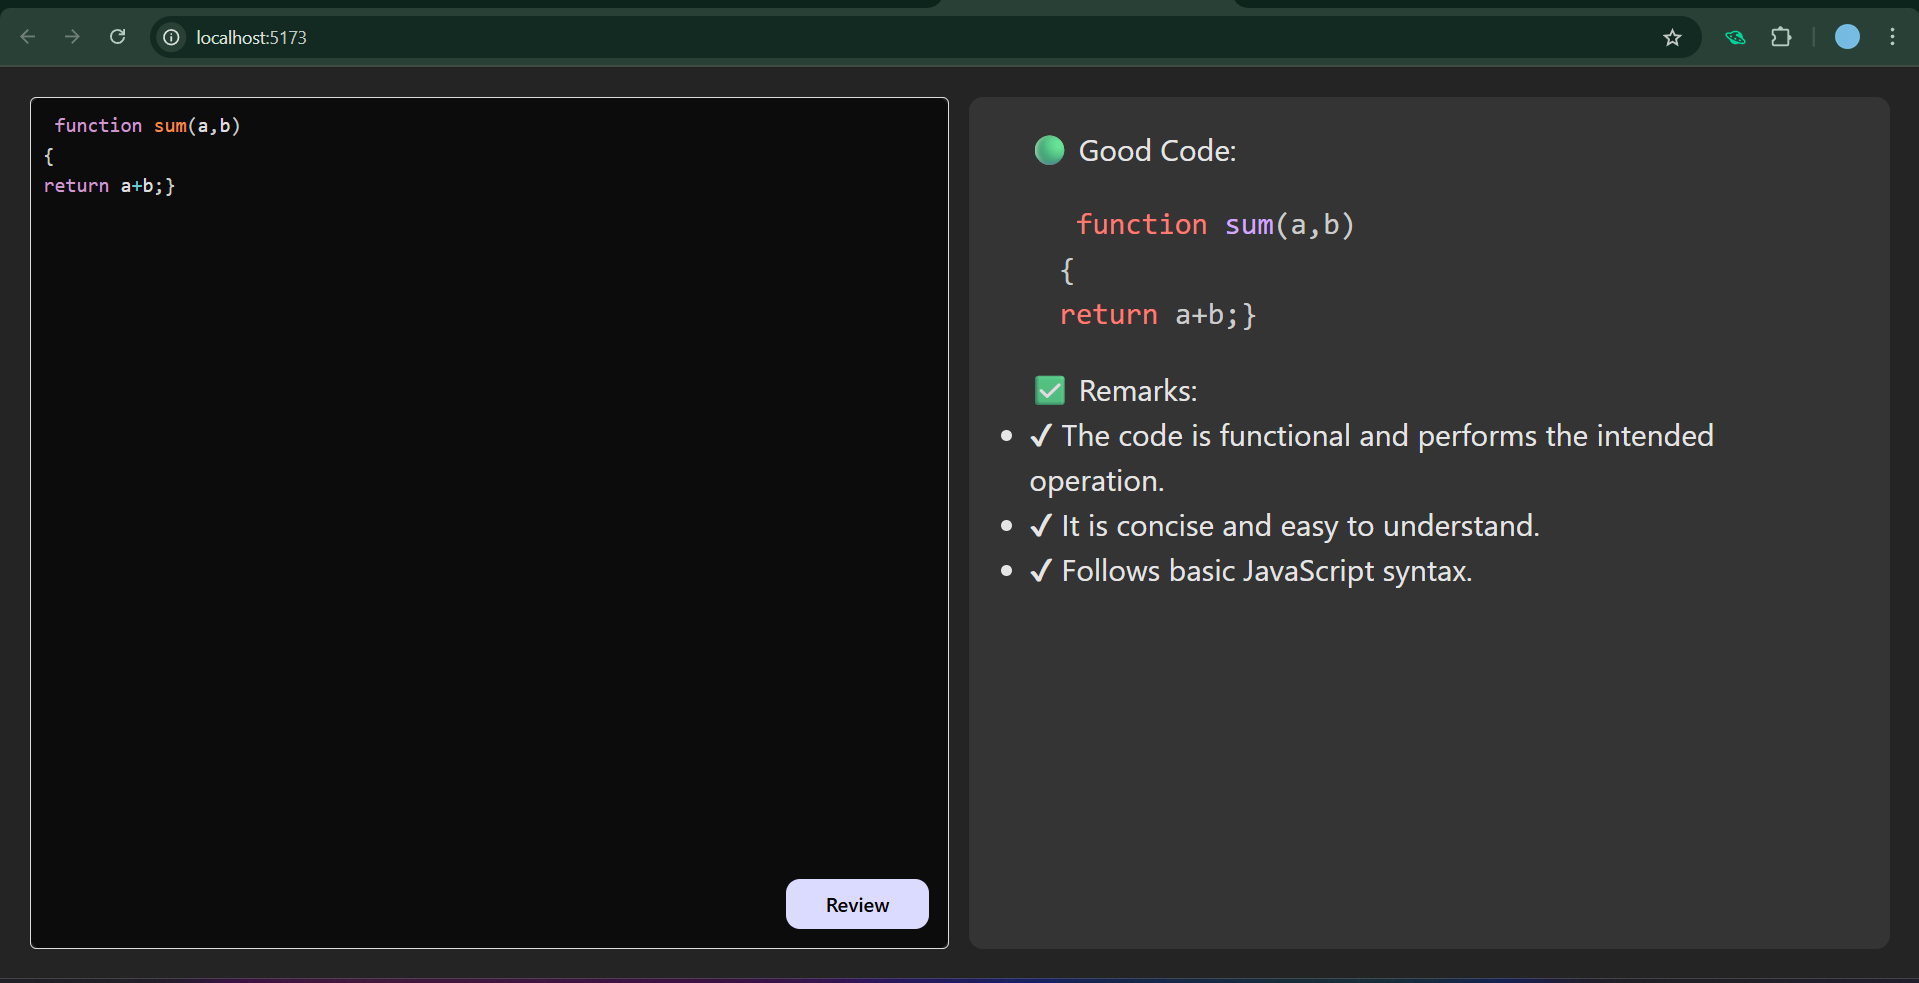 localhost:5173
function sum(a,b)
{
return a+b;}
Review
Good Code:
function sum(a,b)
{
return a+b;}
✅ Remarks:
• ✔ The code is functional and performs the intended
operation.
• ✔ It is concise and easy to understand.
• ✔ Follows basic JavaScript syntax.